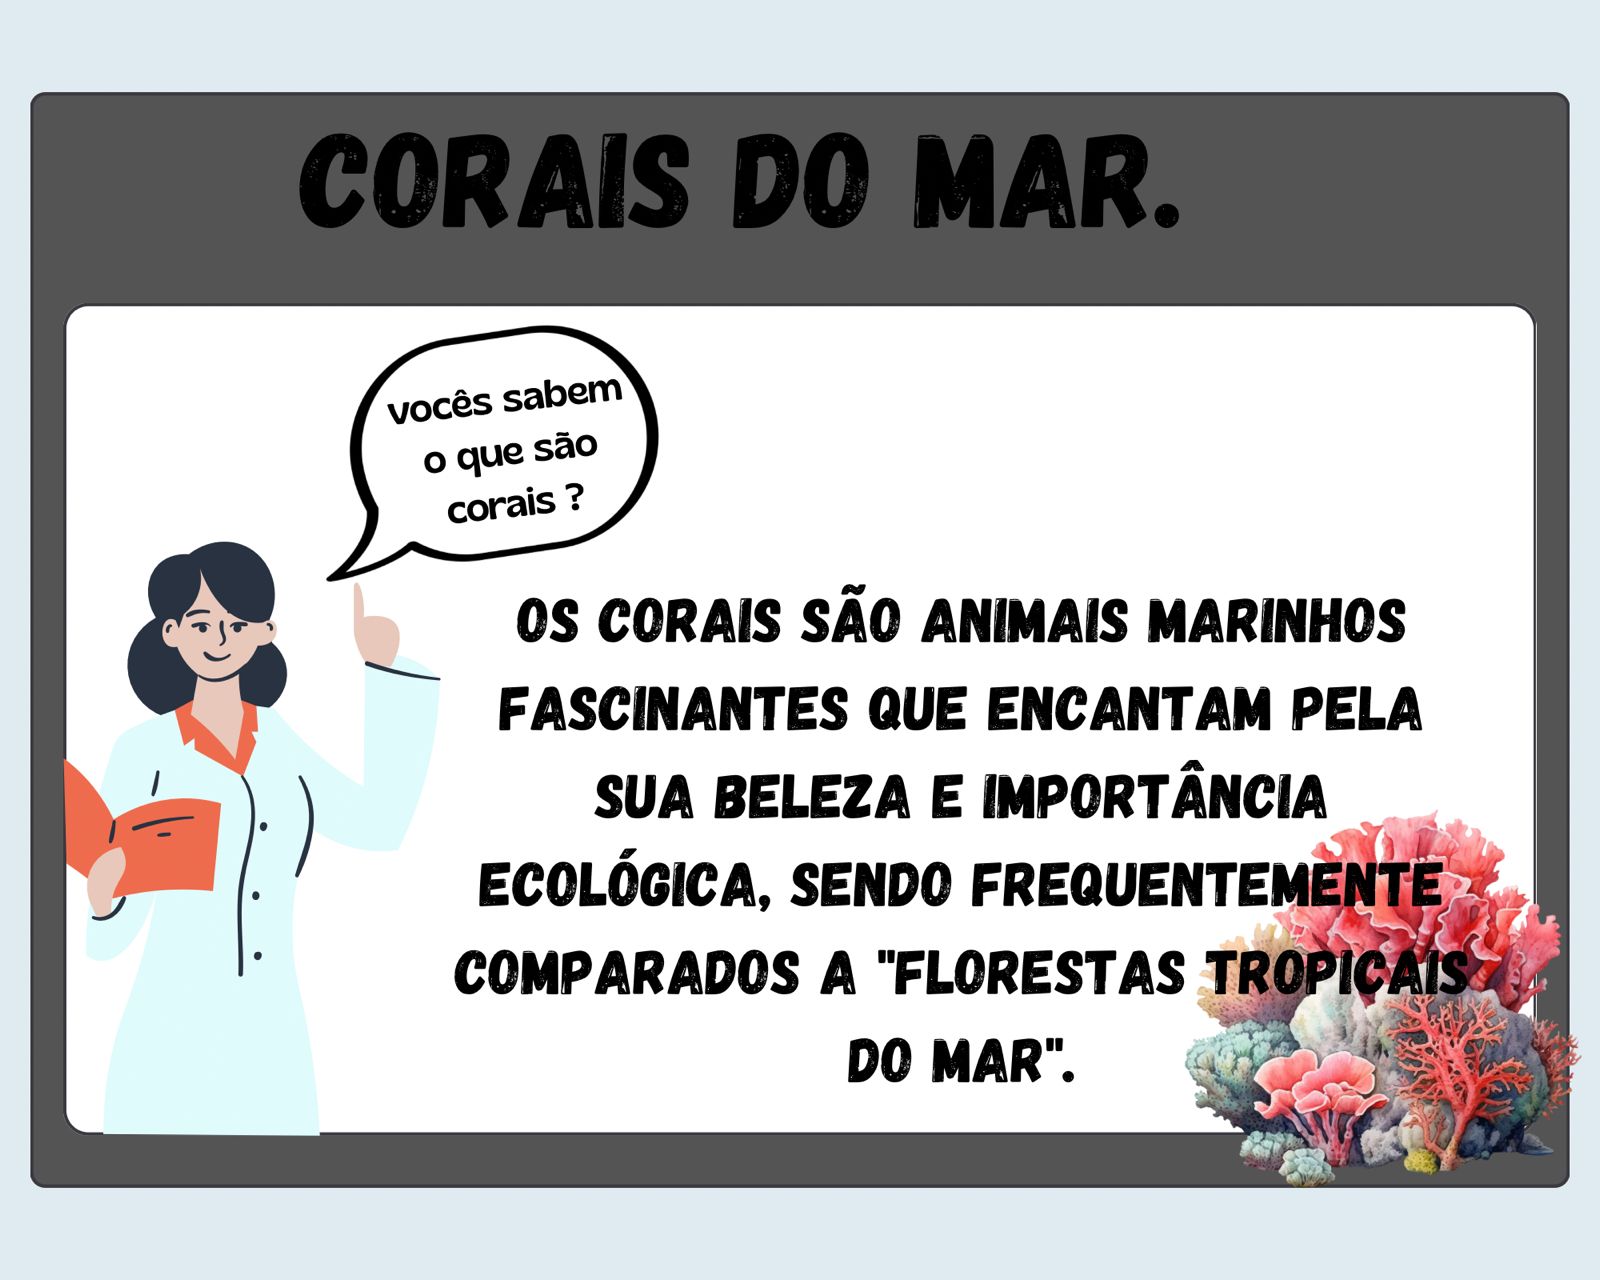 CORAIS DO MAR.
vocês sabem
o que são
corais ?
OS CORAIS SÃO ANIMAIS MARINHOS
FASCINANTES QUE ENCANTAM PELA
SUA BELEZA E IMPORTÂNCIA
ECOLÓGICA, SENDO FREQUENTEMENTE
COMPARADOS A "FLORESTAS TROPICAIS
DO MAR".